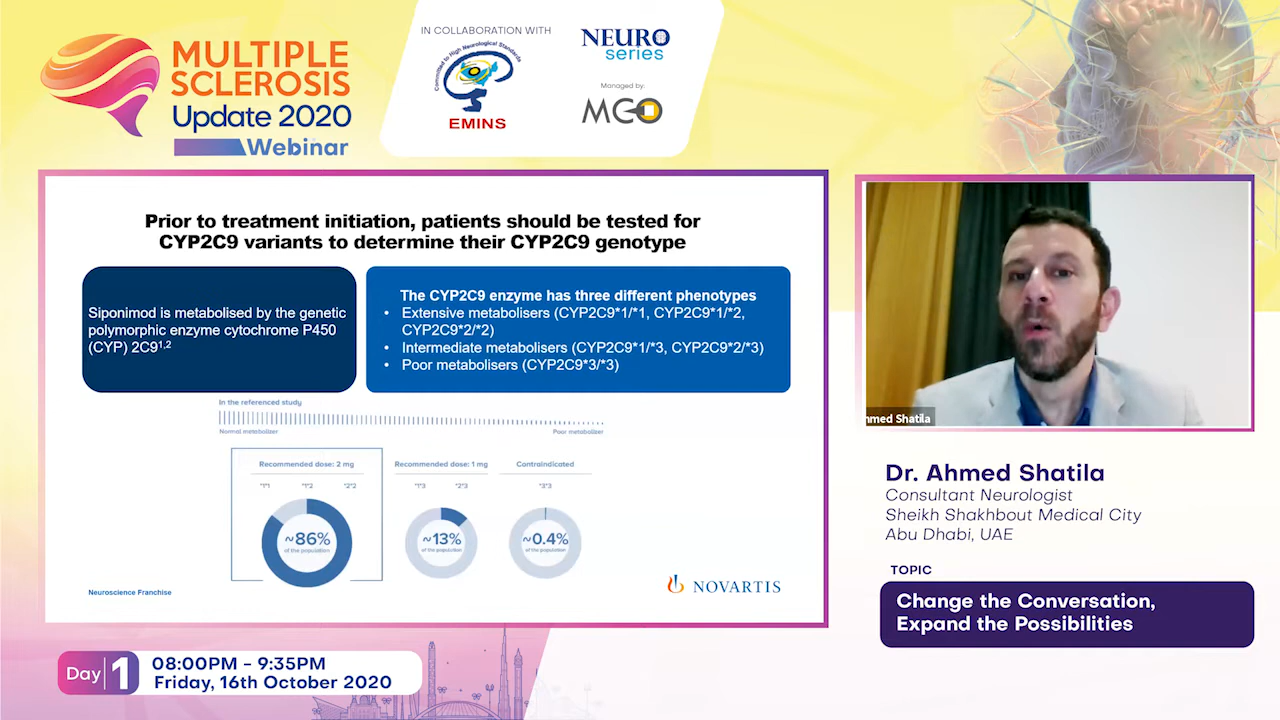 MULTIPLE
SCLEROSIS
Update 2020
Webinar
IN COLLABORATION WITH
Committed to High Neurological Standards
EMINS
NEURO
series
Managed by:
MCO
Prior to treatment initiation, patients should be tested for
CYP2C9 variants to determine their CYP2C9 genotype
Siponimod is metabolised by the genetic
polymorphic enzyme cytochrome P450
(CYP) 2C9¹,²
The CYP2C9 enzyme has three different phenotypes
• Extensive metabolisers (CYP2C9*1/*1, CYP2C9*1/*2,
CYP2C9*2/*2)
• Intermediate metabolisers (CYP2C9*1/*3, CYP2C9*2/*3)
• Poor metabolisers (CYP2C9*3/*3)
In the referenced study
Normal metabolizer
Poor metabolizer
Recommended dose: 2 mg
*1*1 *1*2 *2*2
~86%
of the population
Recommended dose: 1 mg
*1*3 *2*3
~13%
of the population
Contraindicated
*3*3
~0.4%
of the population
Neuroscience Franchise
NOVARTIS
hmed Shatila
Dr. Ahmed Shatila
Consultant Neurologist
Sheikh Shakhbout Medical City
Abu Dhabi, UAE
TOPIC
Change the Conversation,
Expand the Possibilities
Day 1
08:00PM - 9:35PM
Friday, 16th October 2020